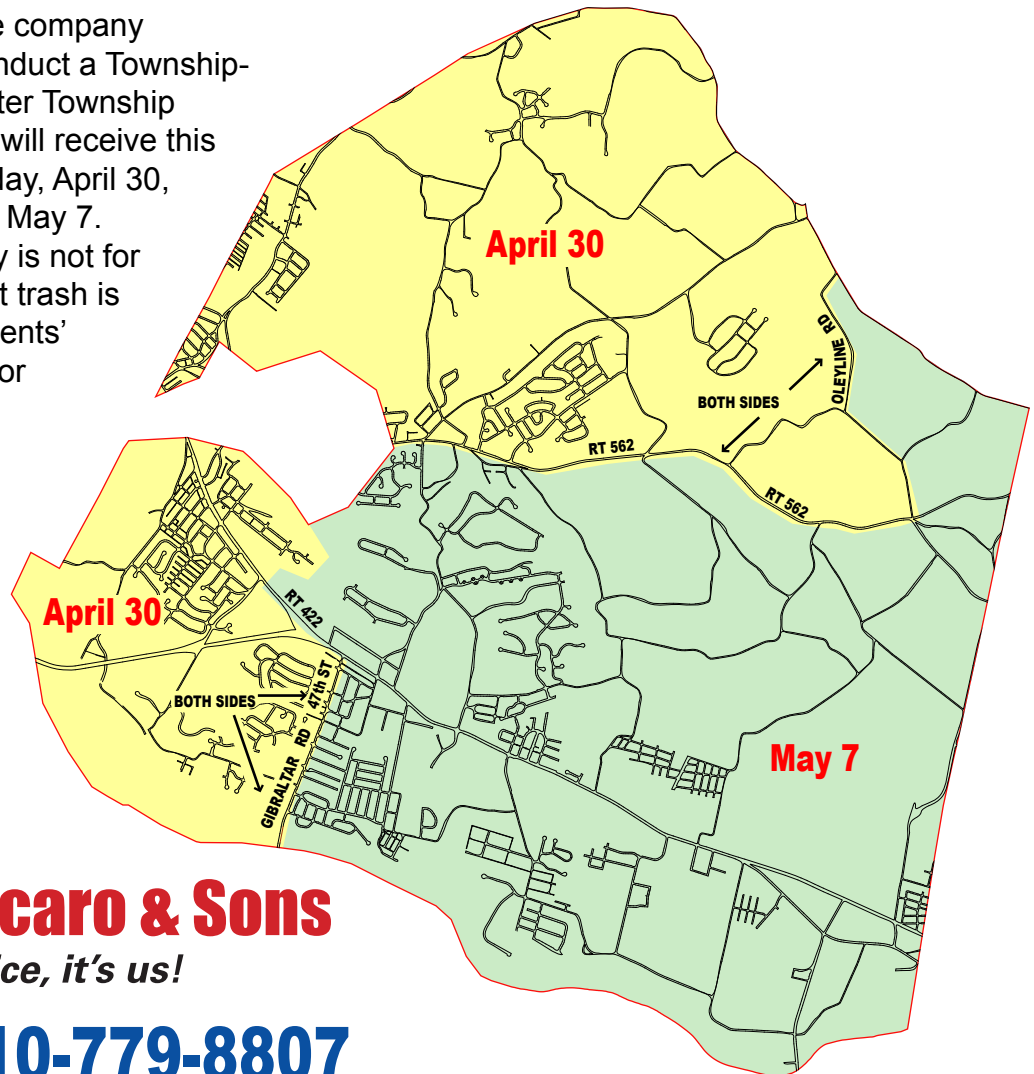 e company
nduct a Township-
ter Township
will receive this
lay, April 30,
May 7.
y is not for
t trash is
ents’
or
April 30
OLEYLINE RD
BOTH SIDES
RT 562
RT 562
April 30
RT 422
BOTH SIDES
47th ST
GIBRALTAR RD
May 7
caro & Sons
ice, it’s us!
10-779-8807